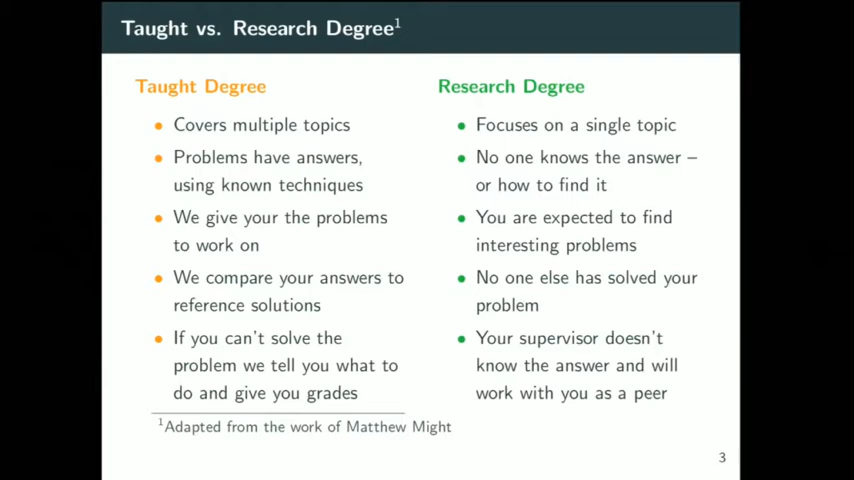 Taught vs. Research Degree¹
Taught Degree
• Covers multiple topics
• Problems have answers,
using known techniques
• We give your the problems
to work on
• We compare your answers to
reference solutions
• If you can't solve the
problem we tell you what to
do and give you grades
Research Degree
• Focuses on a single topic
• No one knows the answer –
or how to find it
• You are expected to find
interesting problems
• No one else has solved your
problem
• Your supervisor doesn't
know the answer and will
work with you as a peer
¹Adapted from the work of Matthew Might
3